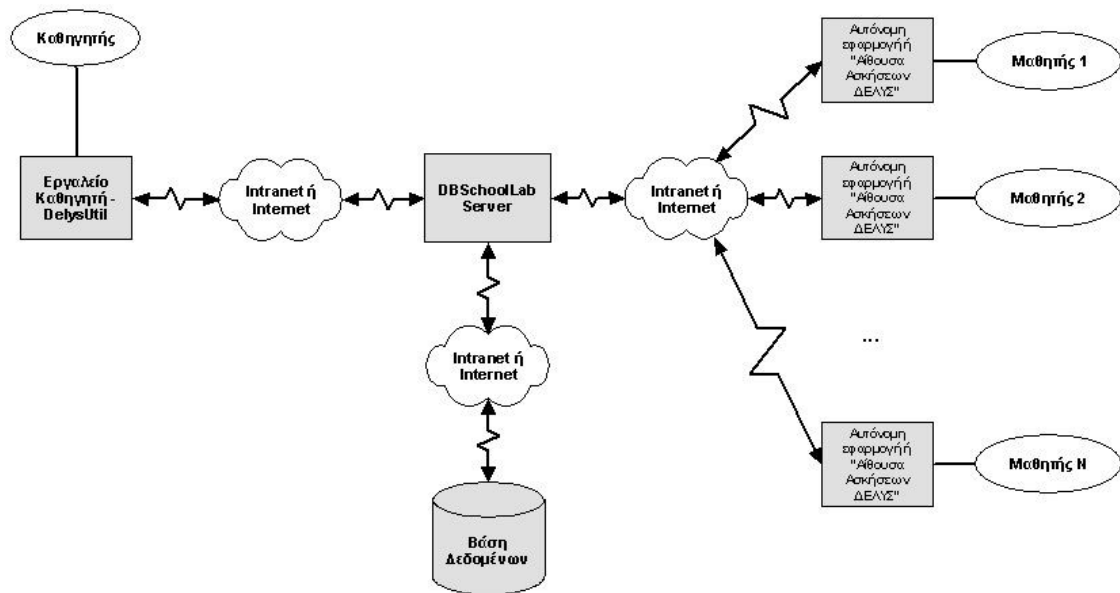 Καθηγητής
Εργαλείο
Καθηγητή -
DelysUtil
Intranet ή
Internet
DBSchoolLab
Server
Intranet ή
Internet
Βάση
Δεδομένων
Intranet ή
Internet
Αυτόνομη
εφαρμογή ή
"Αίθουσα
Ασκήσεων
ΔΕΛΥΣ"
Μαθητής 1
Αυτόνομη
εφαρμογή ή
"Αίθουσα
Ασκήσεων
ΔΕΛΥΣ"
Μαθητής 2
...
Αυτόνομη
εφαρμογή ή
"Αίθουσα
Ασκήσεων
ΔΕΛΥΣ"
Μαθητής N